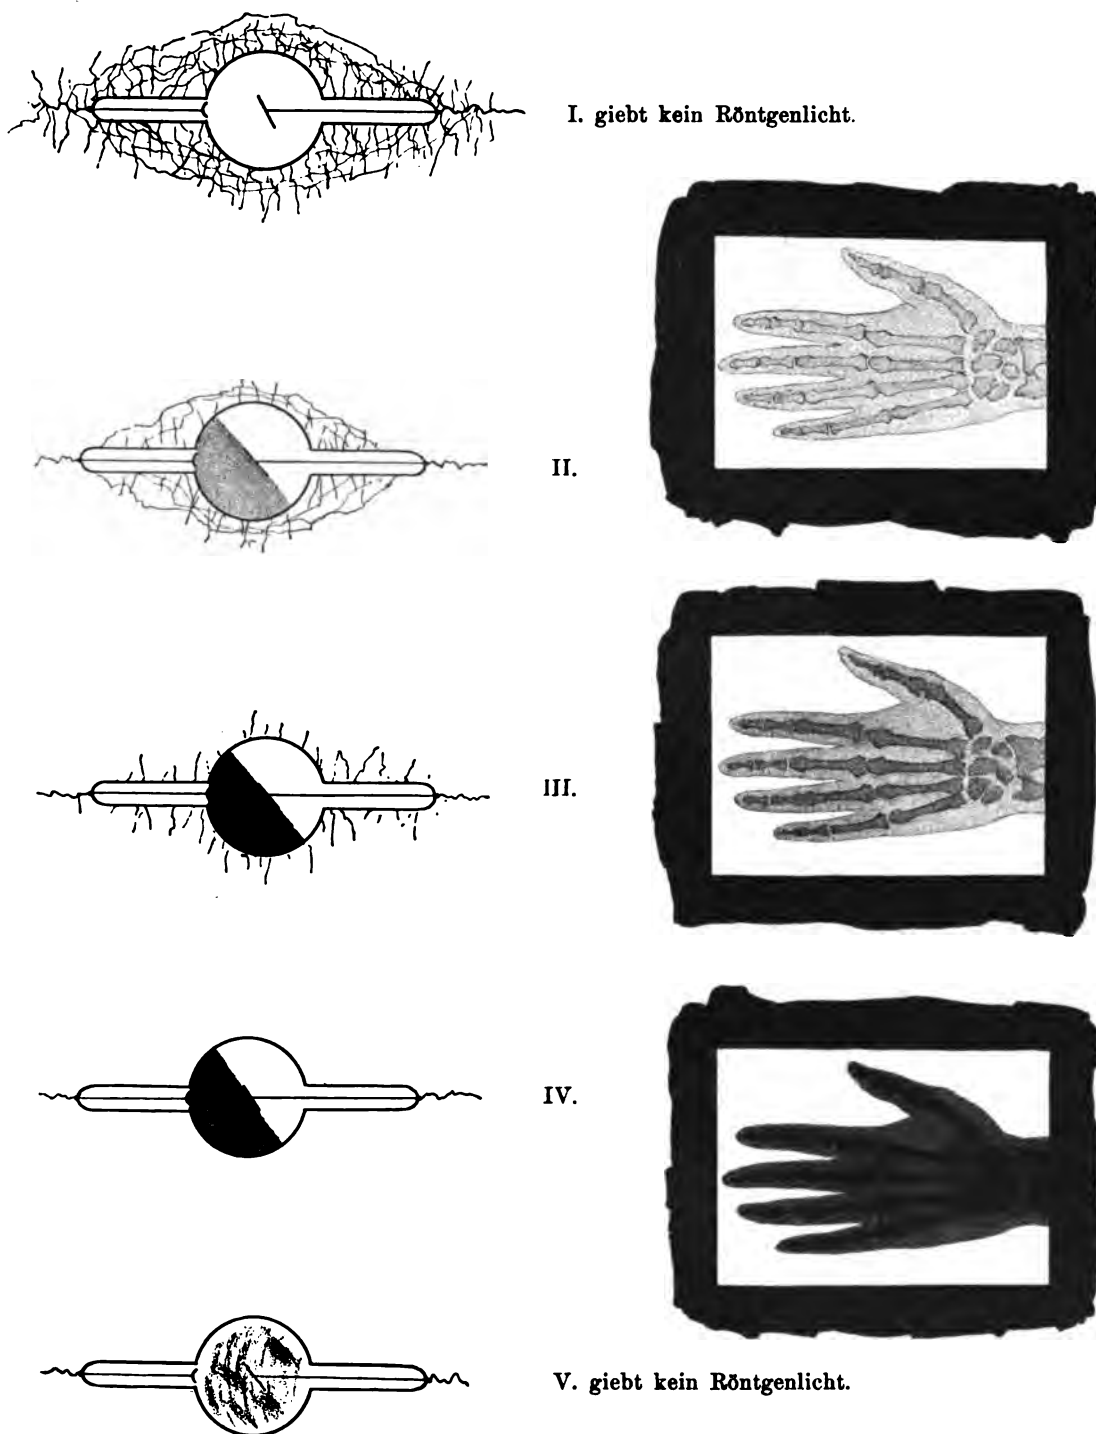 I. giebt kein Röntgenlicht.
II.
III.
IV.
V. giebt kein Röntgenlicht.